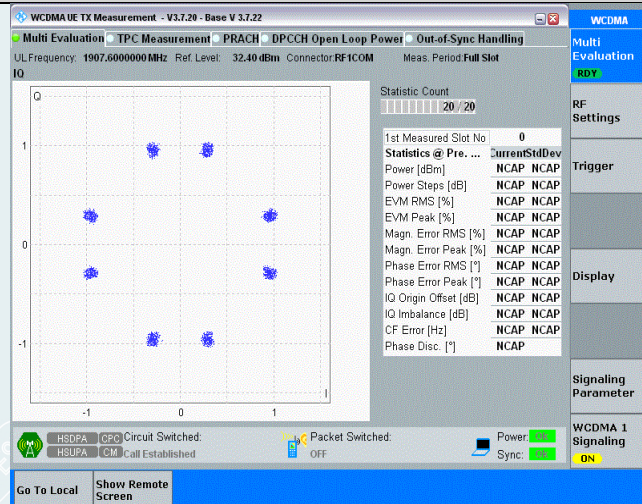 WCDMA UE TX Measurement - V3.7.20 - Base V 3.7.22
WCDMA
Multi Evaluation TPC Measurement PRACH DPCCH Open Loop Power Out-of-Sync Handling
UL Frequency: 1907.6000000 MHz Ref. Level: 32.40 dBm Connector:RF1COM Meas. Period:Full Slot
IQ
Q
1
0
-1
-1 0 1
I
Statistic Count
20 / 20
1st Measured Slot No 0
Statistics @ Pre. ... Current StdDev
Power [dBm] NCAP NCAP
Power Steps [dB] NCAP NCAP
EVM RMS [%] NCAP NCAP
EVM Peak [%] NCAP NCAP
Magn. Error RMS [%] NCAP NCAP
Magn. Error Peak [%] NCAP NCAP
Phase Error RMS [°] NCAP NCAP
Phase Error Peak [°] NCAP NCAP
IQ Origin Offset [dB] NCAP NCAP
IQ Imbalance [dB] NCAP NCAP
CF Error [Hz] NCAP NCAP
Phase Disc. [°] NCAP
Multi
Evaluation
RDY
RF
Settings
Trigger
Display
Signaling
Parameter
WCDMA 1
Signaling
ON
HSDPA CPC Circuit Switched: Packet Switched: Power:
HSUPA CM Call Established OFF Sync:
Go To Local
Show Remote
Screen